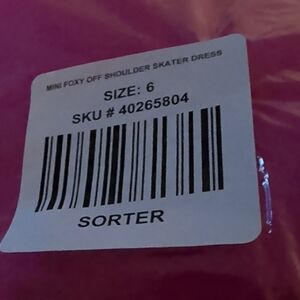 MINI FOXY OFF SHOULDER SKATER DRESS
SIZE: 6
SKU # 40265804
SORTER